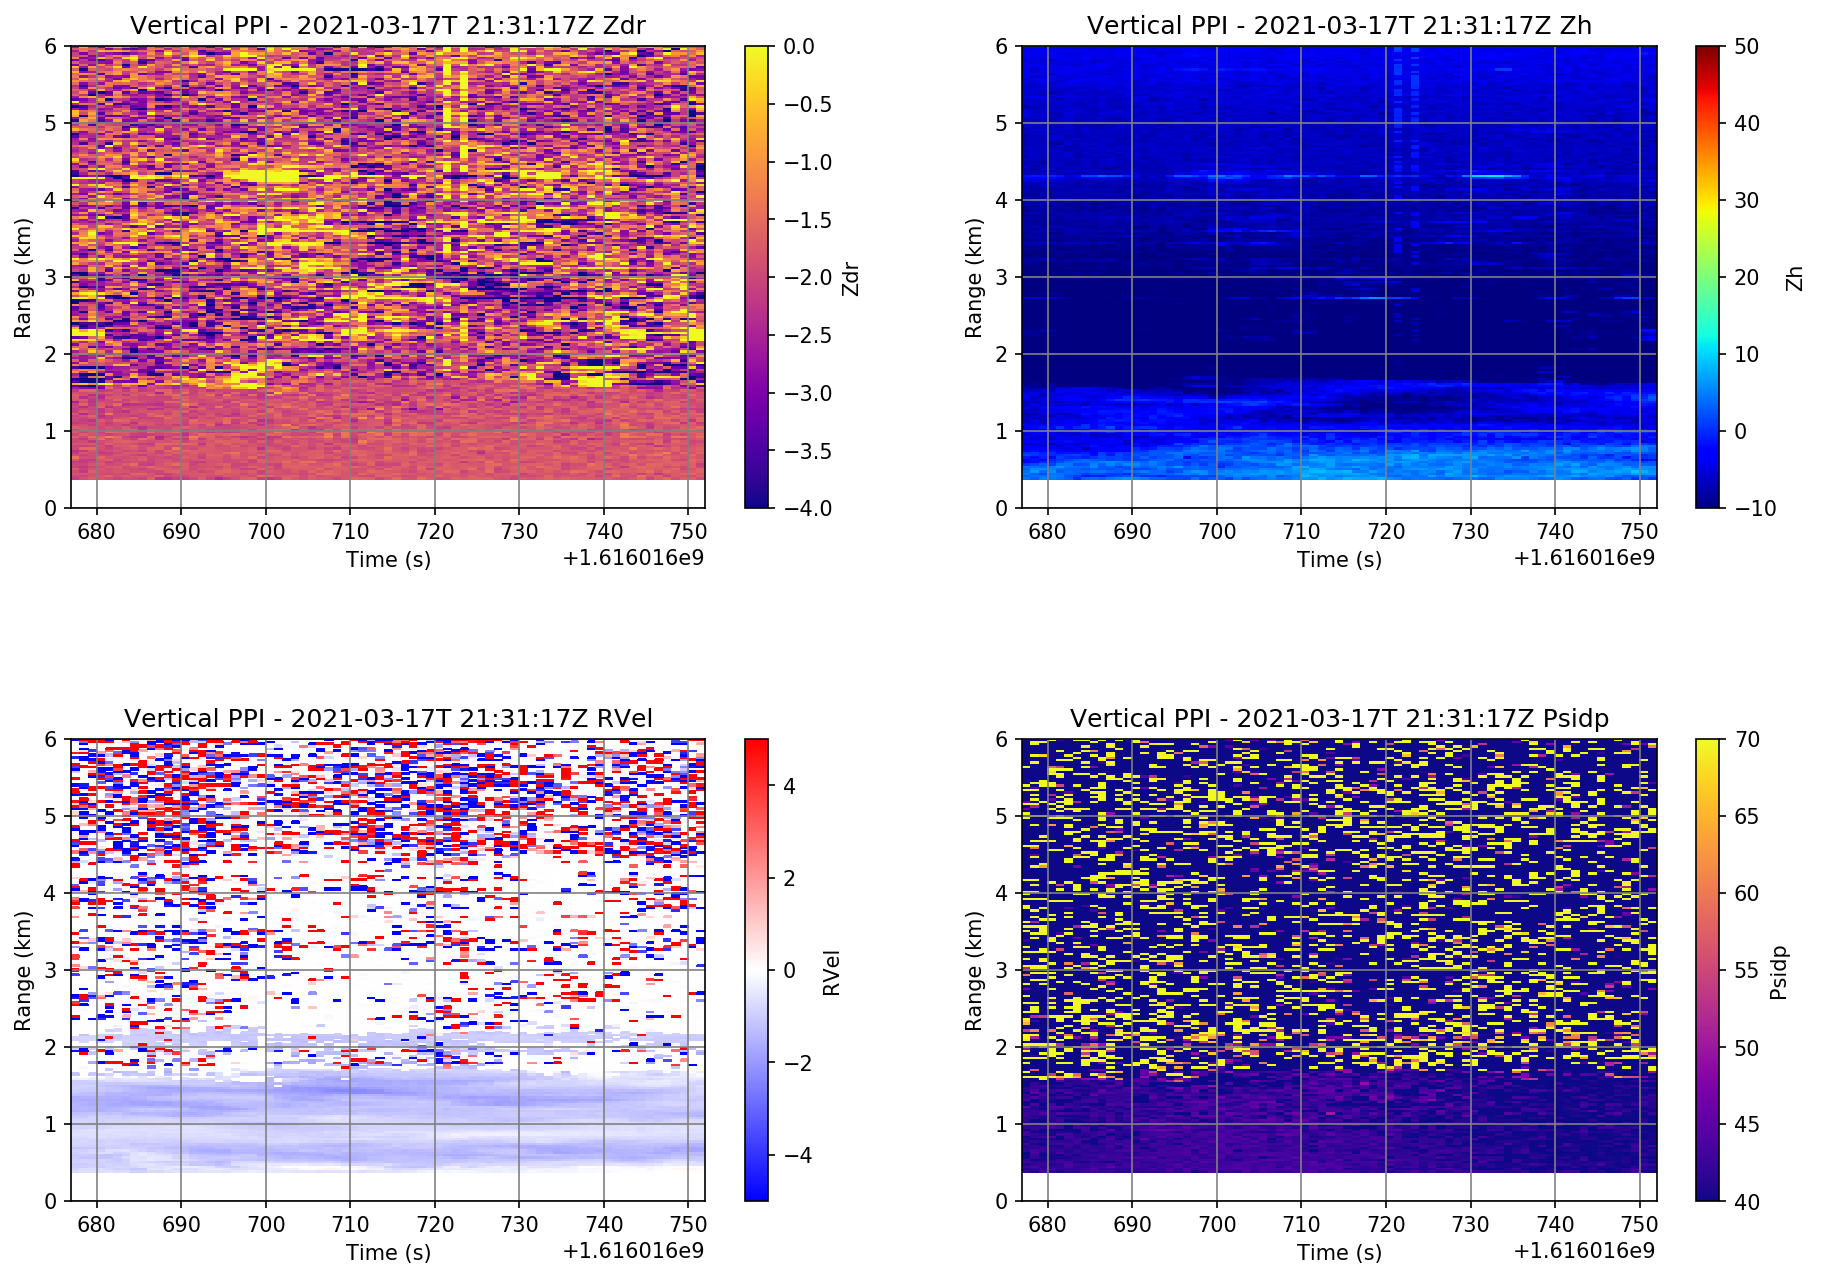 Vertical PPI - 2021-03-17T 21:31:17Z Zdr
6
5
4
3
2
1
0
Range (km)
680 690 700 710 720 730 740 750
Time (s)
+1.616016e9
0.0
−0.5
−1.0
−1.5
−2.0
−2.5
−3.0
−3.5
−4.0
Zdr
Vertical PPI - 2021-03-17T 21:31:17Z Zh
6
5
4
3
2
1
0
Range (km)
680 690 700 710 720 730 740 750
Time (s)
+1.616016e9
50
40
30
20
10
0
−10
Zh
Vertical PPI - 2021-03-17T 21:31:17Z RVel
6
5
4
3
2
1
0
Range (km)
680 690 700 710 720 730 740 750
Time (s)
+1.616016e9
4
2
0
−2
−4
RVel
Vertical PPI - 2021-03-17T 21:31:17Z Psidp
6
5
4
3
2
1
0
Range (km)
680 690 700 710 720 730 740 750
Time (s)
+1.616016e9
70
65
60
55
50
45
40
Psidp